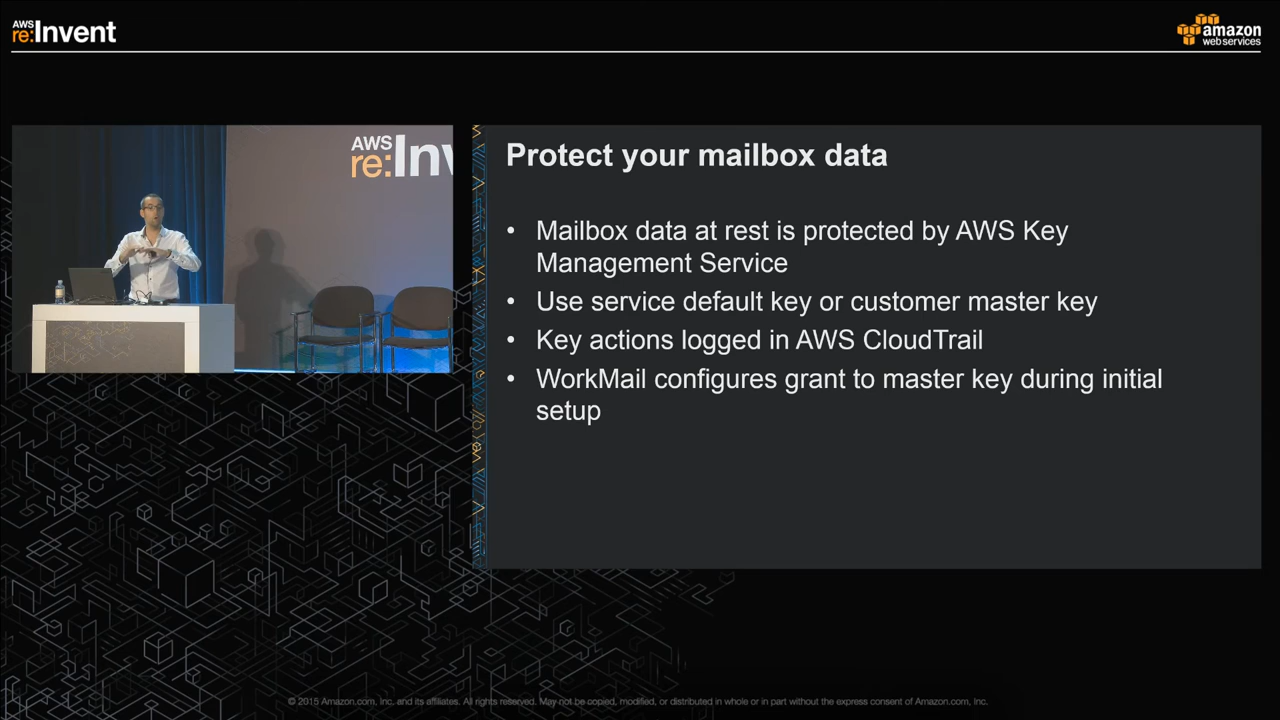 AWS
re:Invent
amazon
webservices
AWS
re:Inv
Protect your mailbox data
• Mailbox data at rest is protected by AWS Key
Management Service
• Use service default key or customer master key
• Key actions logged in AWS CloudTrail
• WorkMail configures grant to master key during initial
setup
© 2015 Amazon.com, Inc. and its affiliates. All rights reserved. May not be copied, modified, or distributed in whole or in part without the express consent of Amazon.com, Inc.